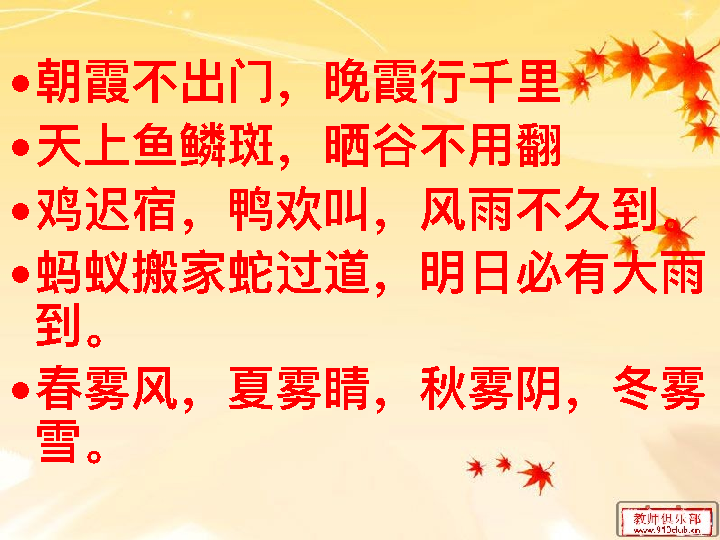 •朝霞不出门，晚霞行千里
•天上鱼鳞斑，晒谷不用翻
•鸡迟宿，鸭欢叫，风雨不久到。
•蚂蚁搬家蛇过道，明日必有大雨
到。
•春雾风，夏雾睛，秋雾阴，冬雾
雪。
教师俱乐部
www.910club.cn